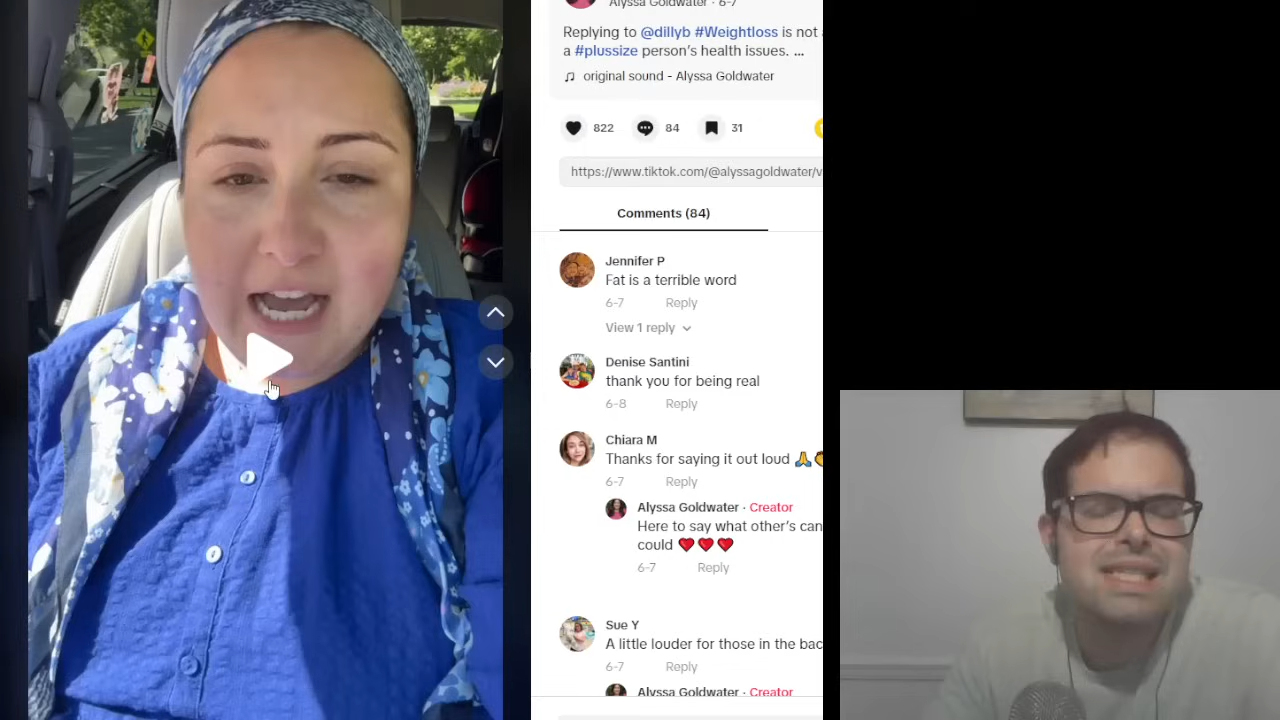 Alyssa Goldwater · 6-7
Replying to @dillyb #Weightloss is not
a #plussize person's health issues. ...
original sound - Alyssa Goldwater
822 84 31
https://www.tiktok.com/@alyssagoldwater/v
Comments (84)
Jennifer P
Fat is a terrible word
6-7 Reply
View 1 reply
Denise Santini
thank you for being real
6-8 Reply
Chiara M
Thanks for saying it out loud 🙏
6-7 Reply
Alyssa Goldwater · Creator
Here to say what other's can
could ❤️❤️❤️
6-7 Reply
Sue Y
A little louder for those in the bac
6-7 Reply
Alyssa Goldwater · Creator